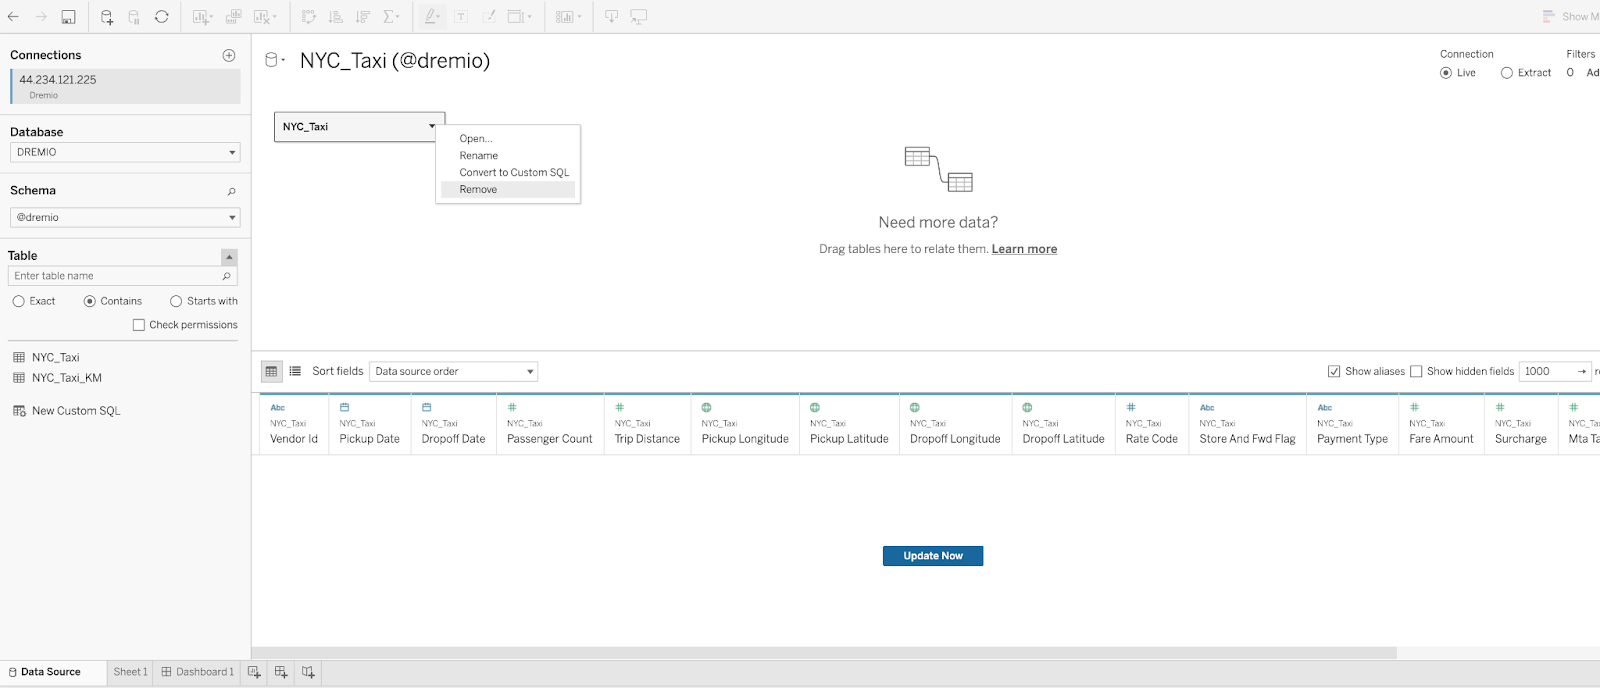 Show M
Connections
44.234.121.225
Dremio
Database
DREMIO
Schema
@dremio
Table
Enter table name
Exact Contains Starts with
Check permissions
NYC_Taxi
NYC_Taxi_KM
New Custom SQL
NYC_Taxi (@dremio)
Connection Filters
Live Extract 0 Ad
NYC_Taxi
Open...
Rename
Convert to Custom SQL
Remove
Need more data?
Drag tables here to relate them. Learn more
Sort fields Data source order Show aliases Show hidden fields 1000 r
Abc # # # Abc Abc # # #
NYC_Taxi NYC_Taxi NYC_Taxi NYC_Taxi NYC_Taxi NYC_Taxi NYC_Taxi NYC_Taxi NYC_Taxi NYC_Taxi NYC_Taxi NYC_Taxi NYC_Taxi NYC_Taxi NYC_Ta
Vendor Id Pickup Date Dropoff Date Passenger Count Trip Distance Pickup Longitude Pickup Latitude Dropoff Longitude Dropoff Latitude Rate Code Store And Fwd Flag Payment Type Fare Amount Surcharge Mta Ta
Update Now
Data Source Sheet 1 Dashboard 1